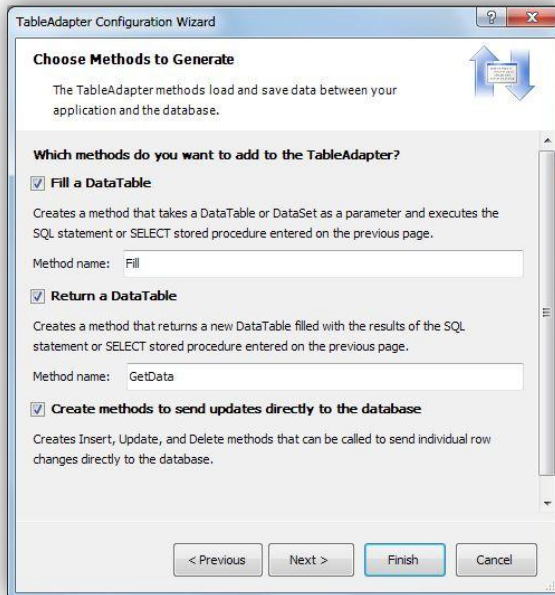 TableAdapter Configuration Wizard
Choose Methods to Generate
The TableAdapter methods load and save data between your
application and the database.
Which methods do you want to add to the TableAdapter?
Fill a DataTable
Creates a method that takes a DataTable or DataSet as a parameter and executes the
SQL statement or SELECT stored procedure entered on the previous page.
Method name: Fill
Return a DataTable
Creates a method that returns a new DataTable filled with the results of the SQL
statement or SELECT stored procedure entered on the previous page.
Method name: GetData
Create methods to send updates directly to the database
Creates Insert, Update, and Delete methods that can be called to send individual row
changes directly to the database.
< Previous Next > Finish Cancel